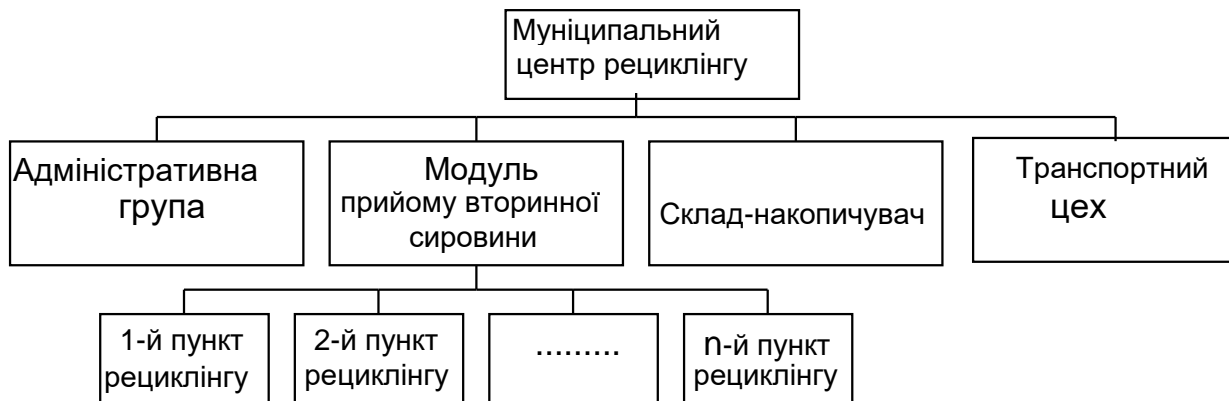 Муніципальний
центр рециклінгу
Адміністративна
група
Модуль
прийому вторинної
сировини
Склад-накопичувач
Транспортний
цех
1-й пункт
рециклінгу
2-й пункт
рециклінгу
.........
n-й пункт
рециклінгу